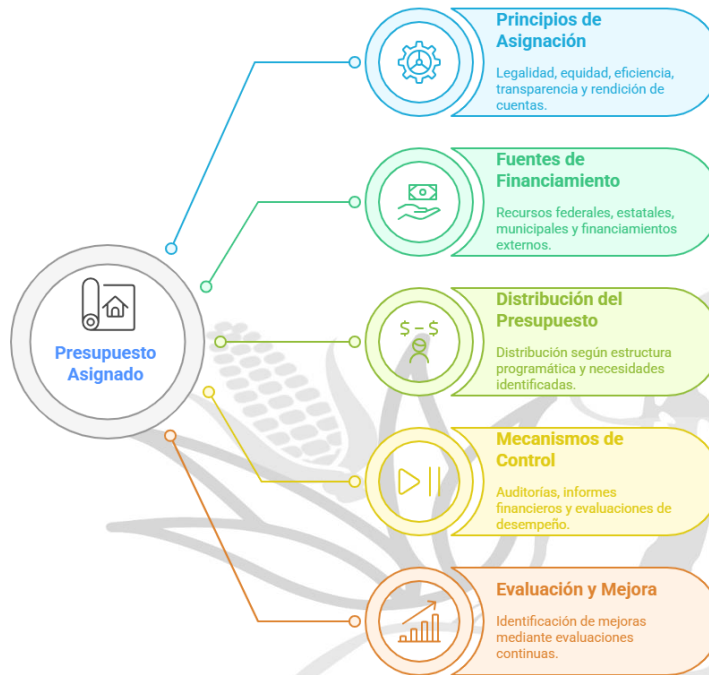 Principios de
Asignación
Legalidad, equidad, eficiencia,
transparencia y rendición de
cuentas.
Fuentes de
Financiamiento
Recursos federales, estatales,
municipales y financiamientos
externos.
Presupuesto
Asignado
$ - $
Distribución del
Presupuesto
Distribución según estructura
programática y necesidades
identificadas.
Mecanismos de
Control
Auditorías, informes
financieros y evaluaciones de
desempeño.
Evaluación y Mejora
Identificación de mejoras
mediante evaluaciones
continuas.